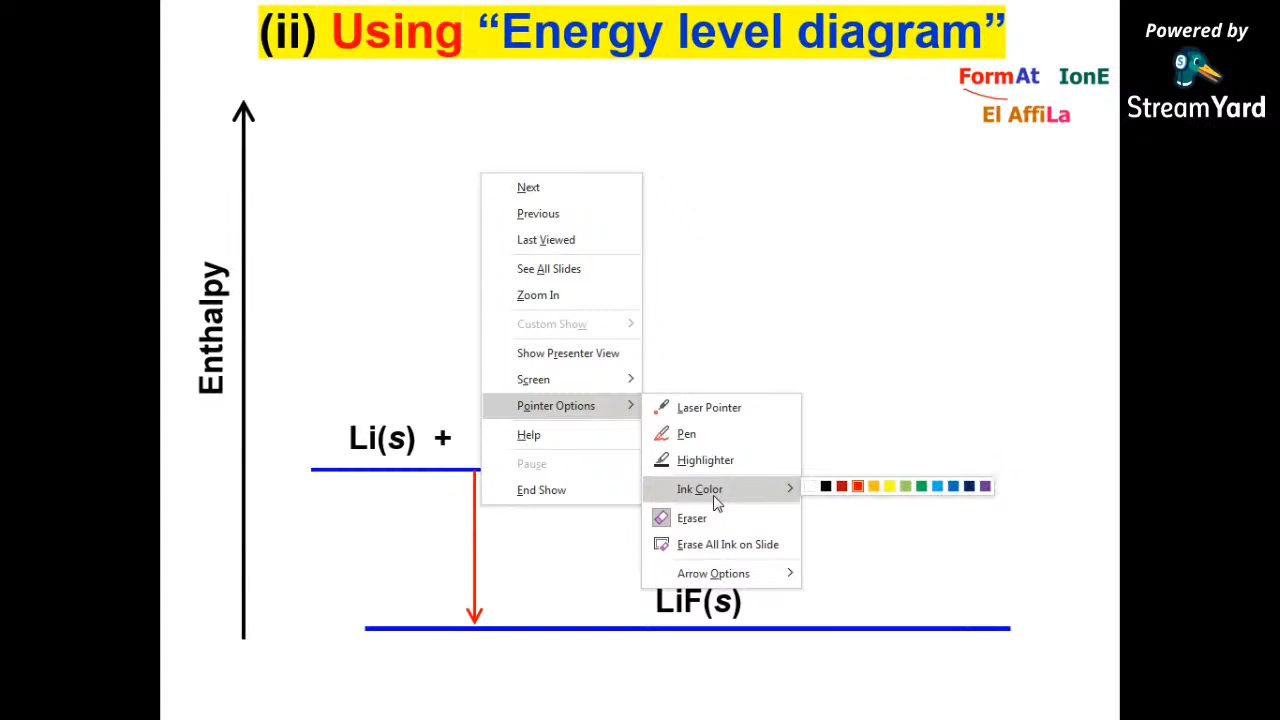 (ii) Using “Energy level diagram”
Powered by
StreamYard
FormAt IonE
El AffiLa
Enthalpy
Next
Previous
Last Viewed
See All Slides
Zoom In
Custom Show
Show Presenter View
Screen
Pointer Options
Help
Pause
End Show
Laser Pointer
Pen
Highlighter
Ink Color
Eraser
Erase All Ink on Slide
Arrow Options
Li(s) +
LiF(s)